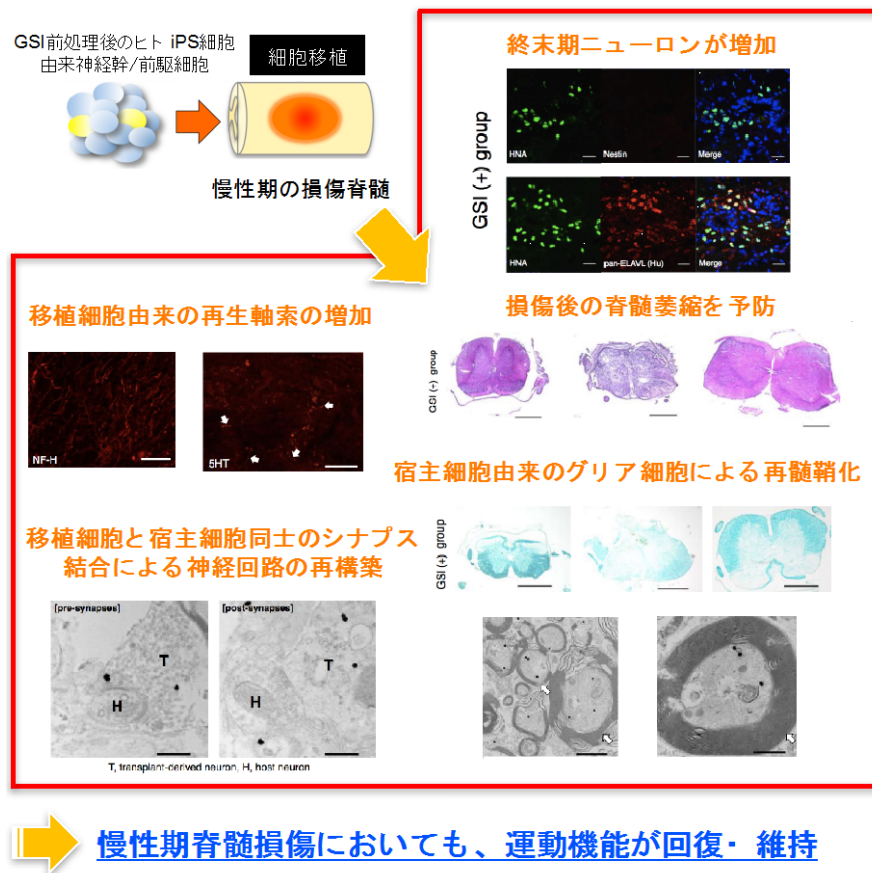 GSI前処理後のヒト iPS細胞
由来神経幹/前駆細胞
細胞移植
慢性期の損傷脊髄
終末期ニューロンが増加
GSI (+) group
HNA
Nestin
Merge
HNA
pan-ELAVL (Hu)
Merge
移植細胞由来の再生軸索の増加
NF-H
5HT
損傷後の脊髄萎縮を予防
GSI (+) group
宿主細胞由来のグリア細胞による再髄鞘化
GSI (+) group
移植細胞と宿主細胞同士のシナプス
結合による神経回路の再構築
[pre-synapses]
T
H
[post-synapses]
T
H
T, transplant-derived neuron, H, host neuron
慢性期脊髄損傷においても、運動機能が回復・ 維持